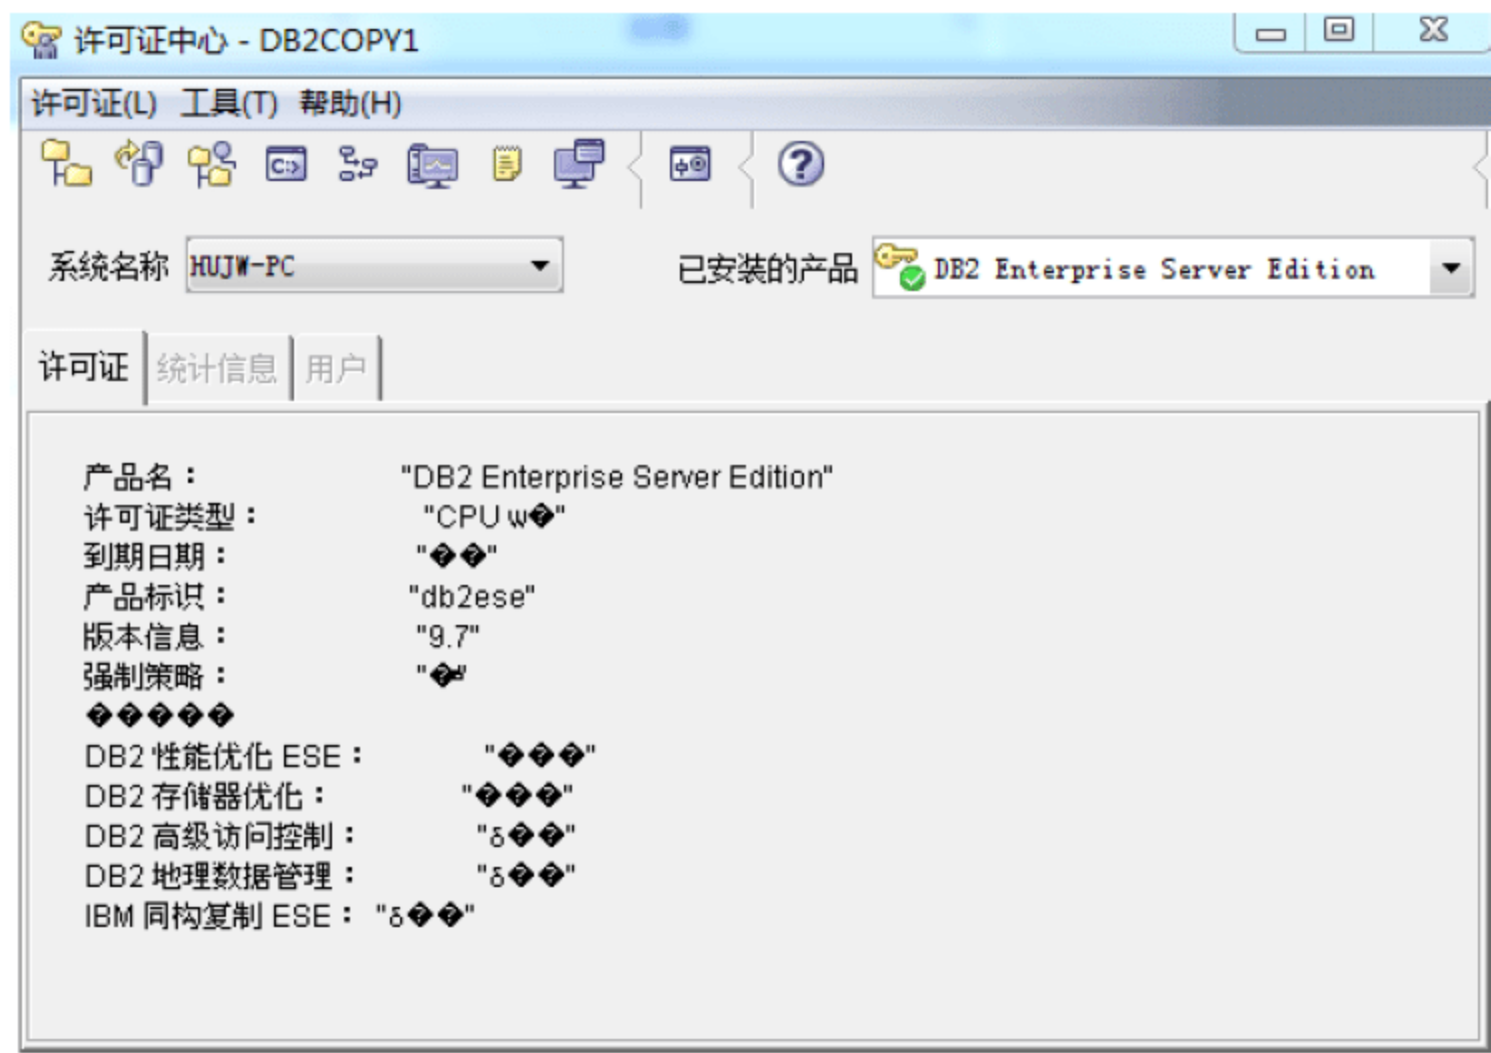 许可证中心 - DB2COPY1
许可证(L) 工具(T) 帮助(H)
C:>
系统名称 HUJW-PC 已安装的产品 DB2 Enterprise Server Edition
许可证 统计信息 用户
产品名： "DB2 Enterprise Server Edition"
许可证类型： "CPU w�"
到期日期： "��"
产品标识： "db2ese"
版本信息： "9.7"
强制策略： "�"
�����
DB2 性能优化 ESE： "���"
DB2 存储器优化： "���"
DB2 高级访问控制： "δ��"
DB2 地理数据管理： "δ��"
IBM 同构复制 ESE： "δ��"